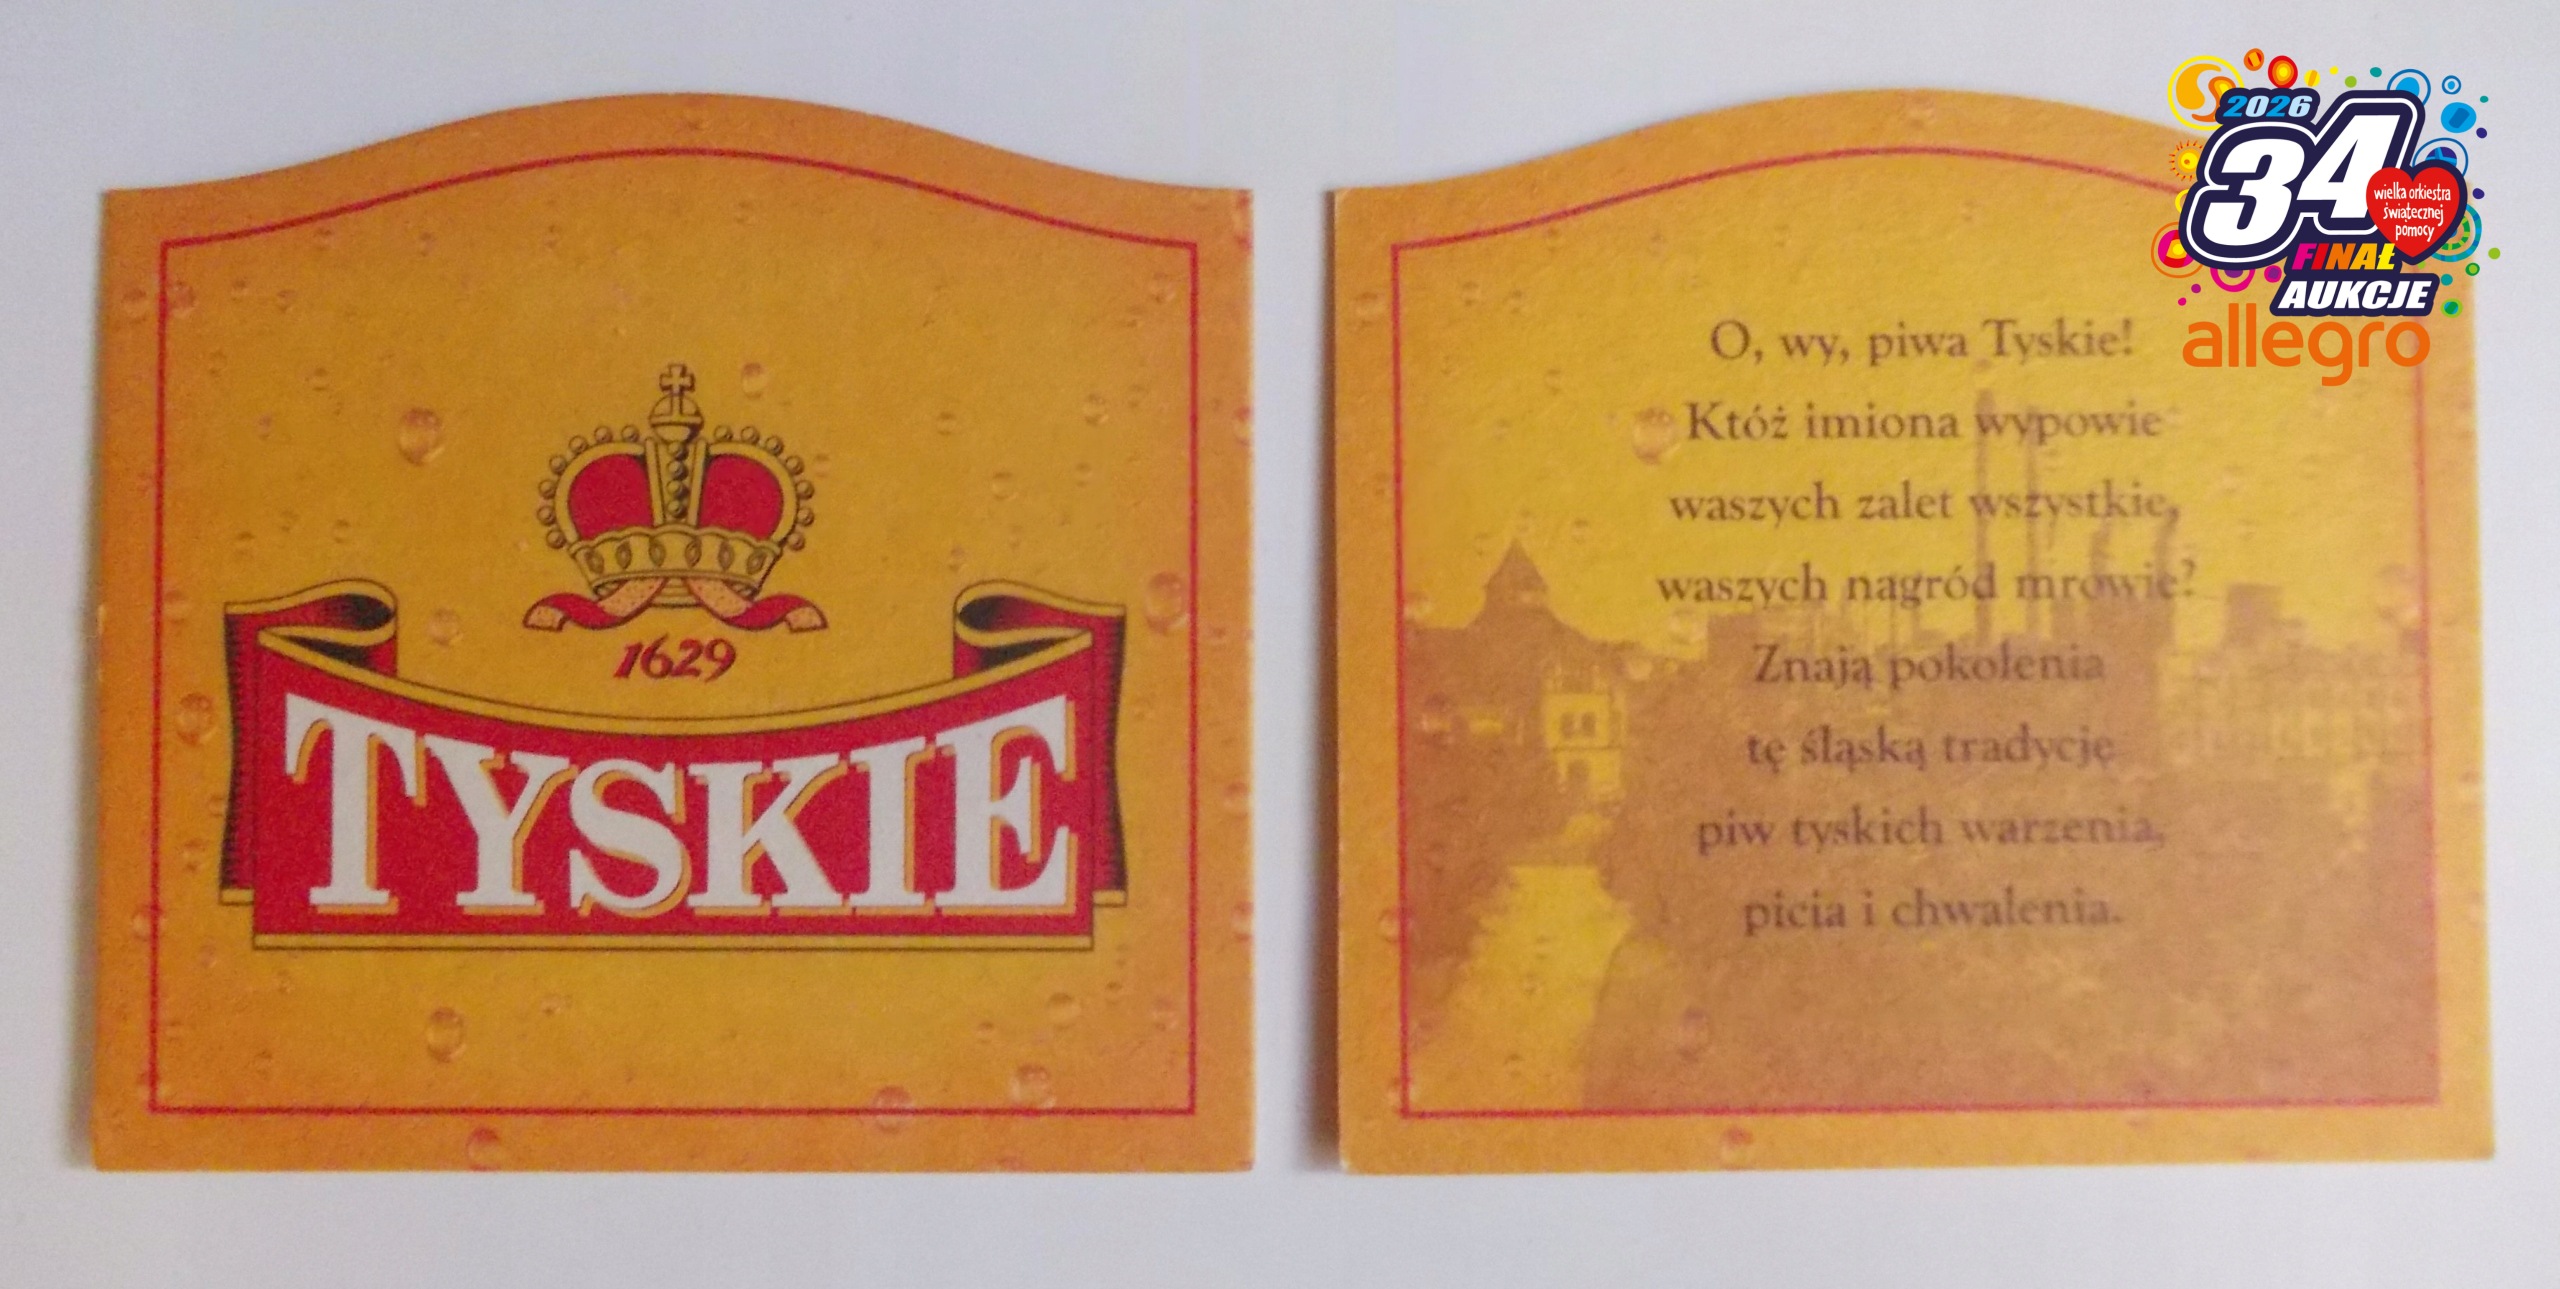 1629
TYSKIE
O, wy, piwa Tyskie!
Któż imiona wypowie
waszych zalet wszystkie,
waszych nagród mrowie?
Znają pokolenia
tę śląską tradycję
piw tyskich warzenia,
picia i chwalenia.
2026
34
wielka orkiestra
świątecznej
pomocy
FINAŁ
AUKCJE
allegro